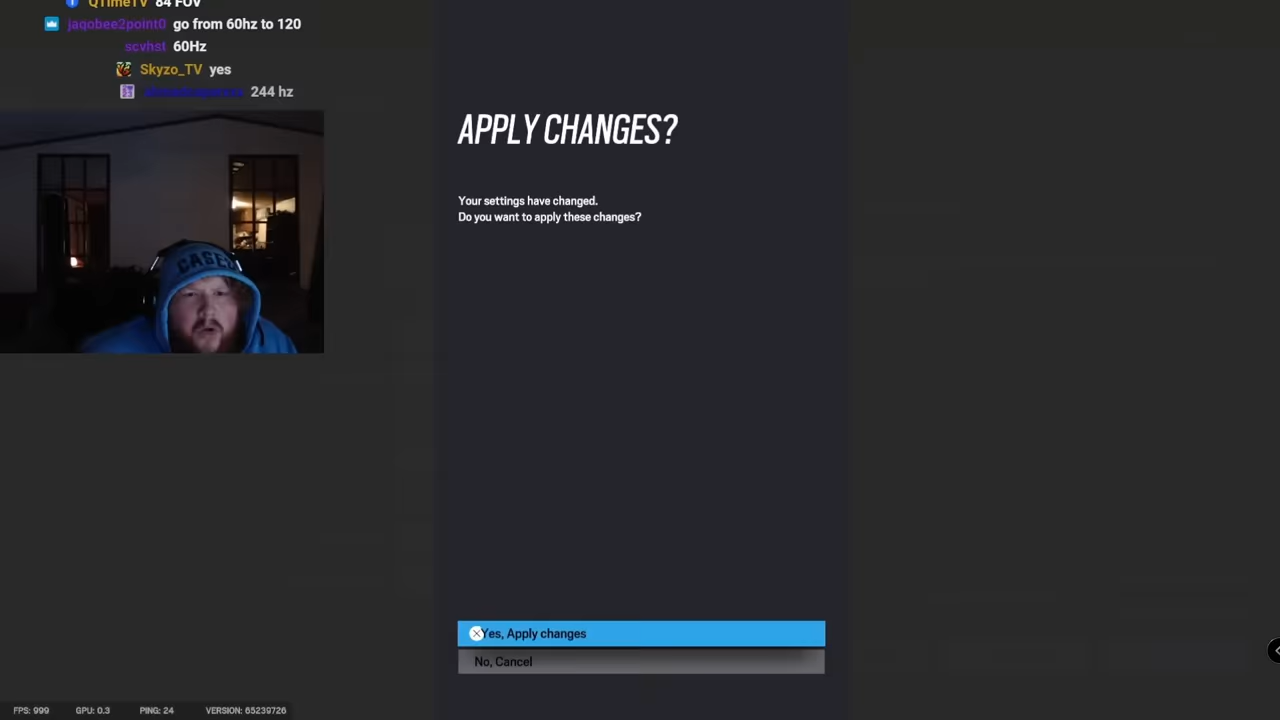 QTimeTV 84 FOV
jaqobee2point0 go from 60hz to 120
scvhst 60Hz
Skyzo_TV yes
244 hz
CASE
APPLY CHANGES?
Your settings have changed.
Do you want to apply these changes?
Yes, Apply changes
No, Cancel
FPS: 999 GPU: 0.3 PING: 24 VERSION: 65239726